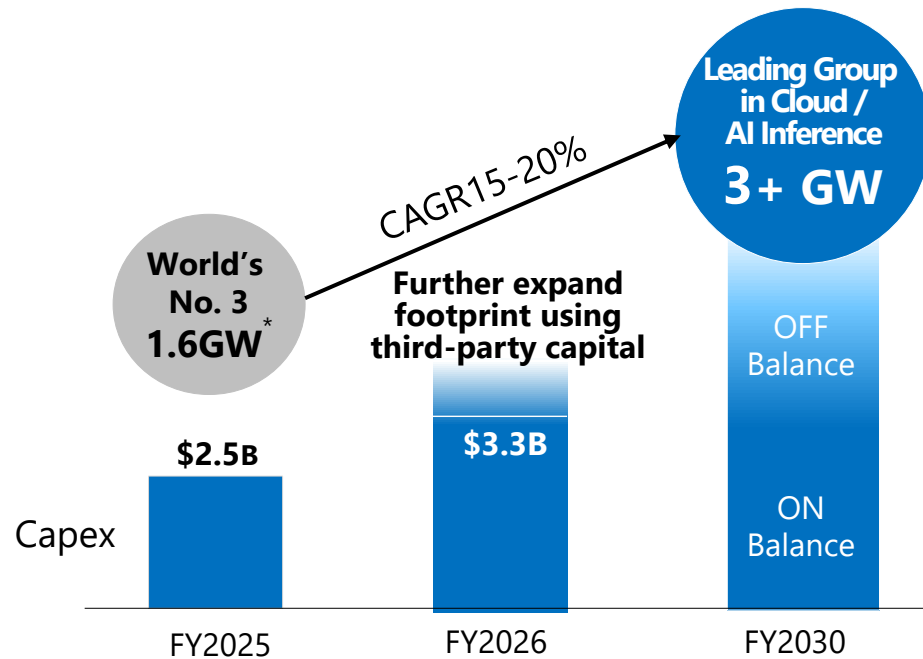 Leading Group
in Cloud /
AI Inference
3+ GW
CAGR15-20%
World's
No. 3
1.6GW*
Further expand
footprint using
third-party capital
OFF
Balance
$2.5B
$3.3B
ON
Balance
Capex
FY2025
FY2026
FY2030